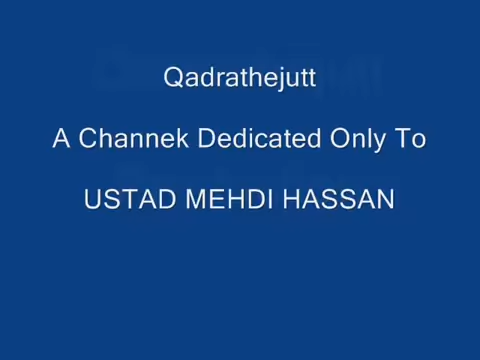 Qadrathejutt
A Channek Dedicated Only To
USTAD MEHDI HASSAN